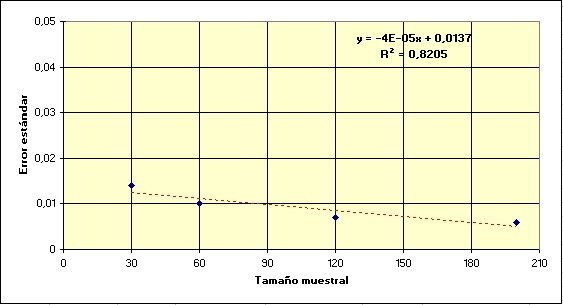 y = -4E-05x + 0,0137
R² = 0,8205
0,05
0,04
0,03
0,02
0,01
0
Error estándar
0 30 60 90 120 150 180 210
Tamaño muestral